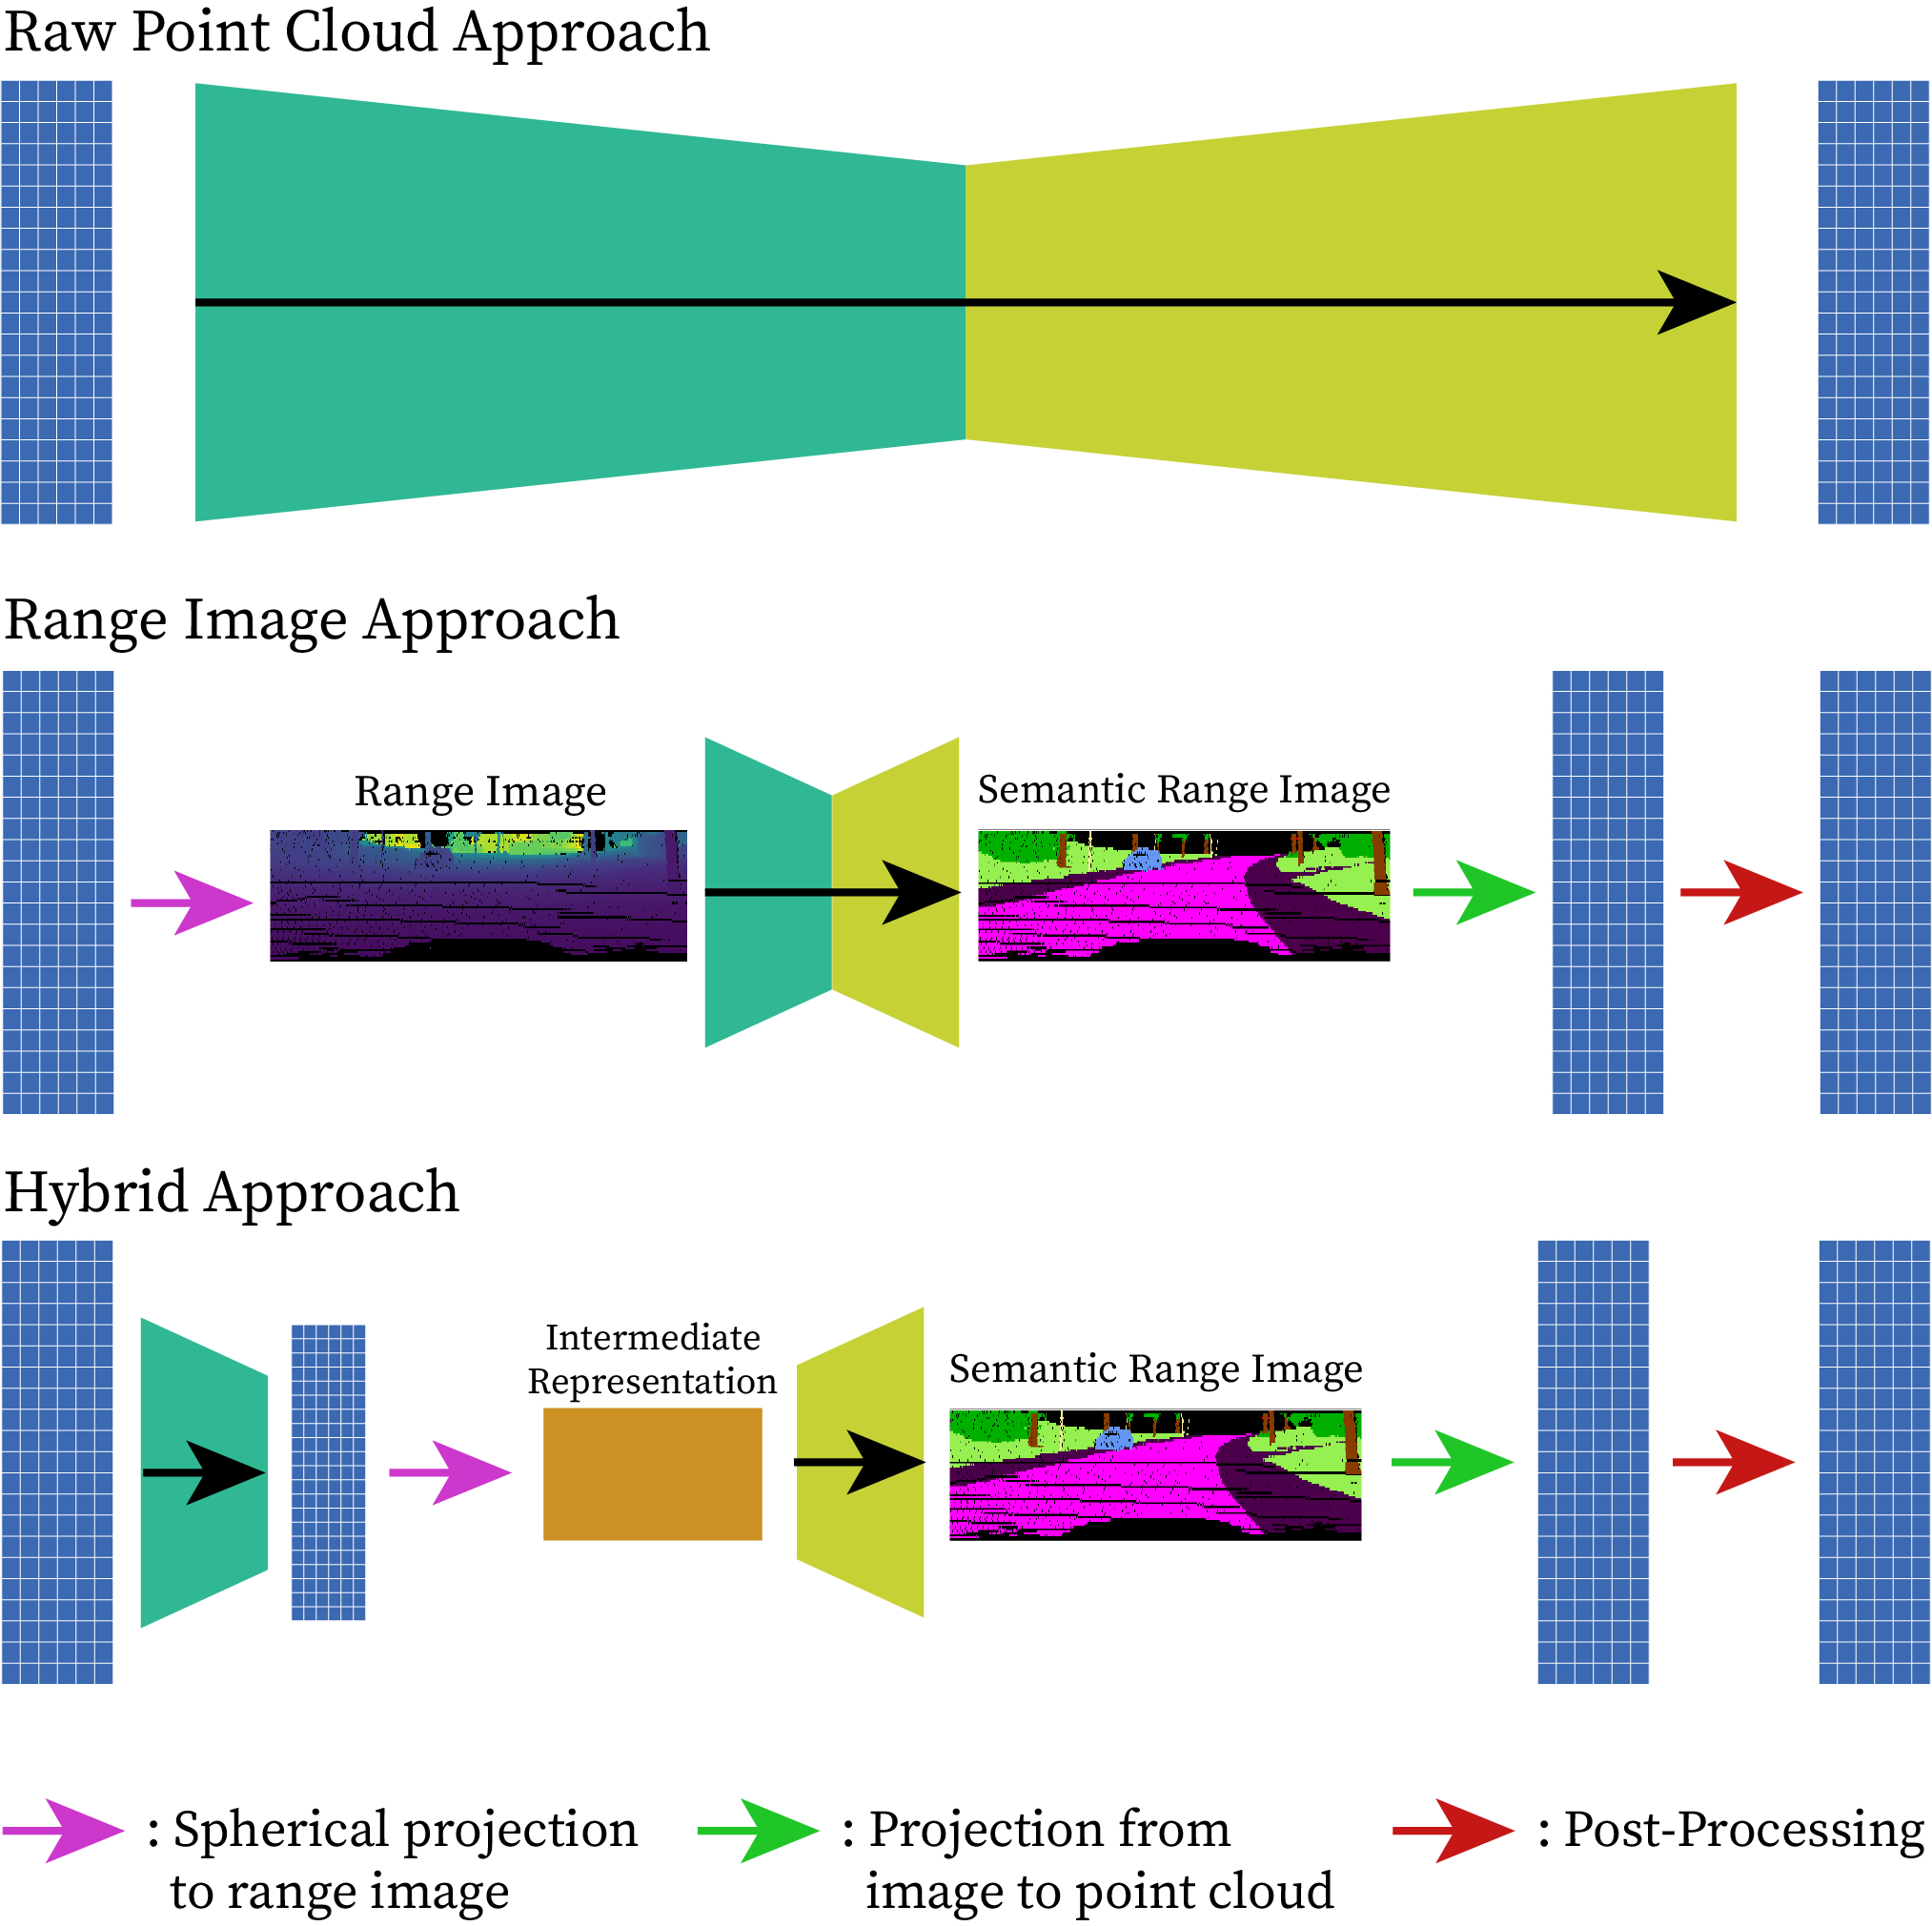 Raw Point Cloud Approach
Range Image Approach
Range Image
Semantic Range Image
Hybrid Approach
Intermediate
Representation
Semantic Range Image
: Spherical projection
to range image
: Projection from
image to point cloud
: Post-Processing